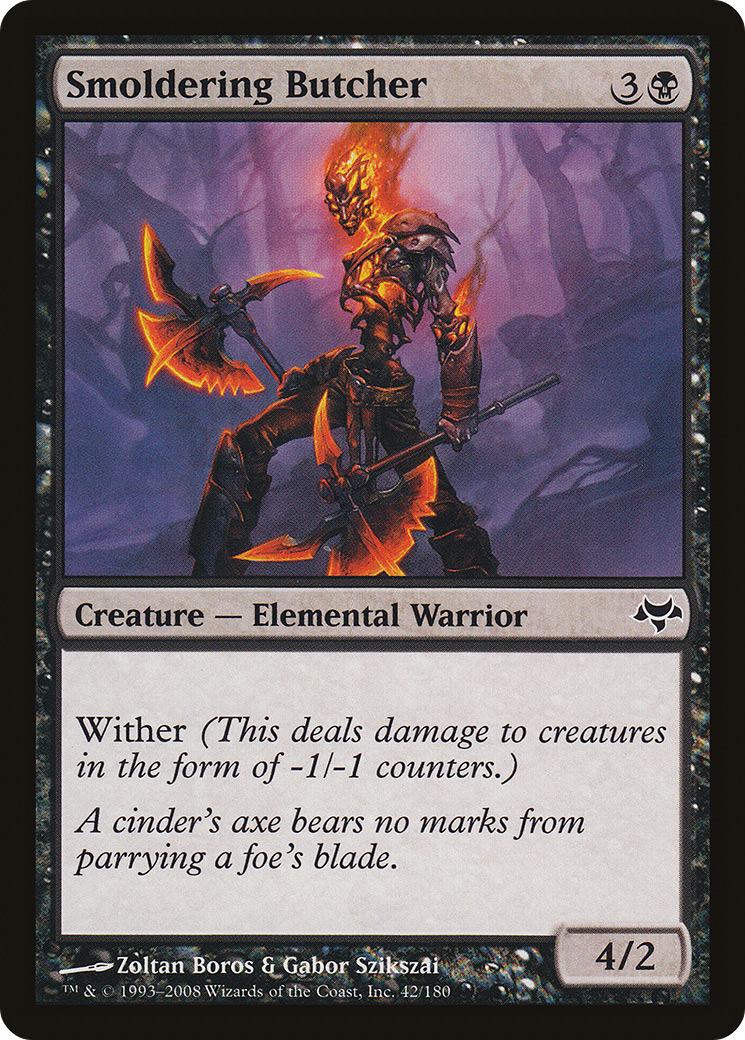 Smoldering Butcher 3
Creature — Elemental Warrior
Wither (This deals damage to creatures
in the form of -1/-1 counters.)
A cinder's axe bears no marks from
parrying a foe's blade.
4/2
Zoltan Boros & Gabor Szikszai
™ & © 1993–2008 Wizards of the Coast, Inc. 42/180